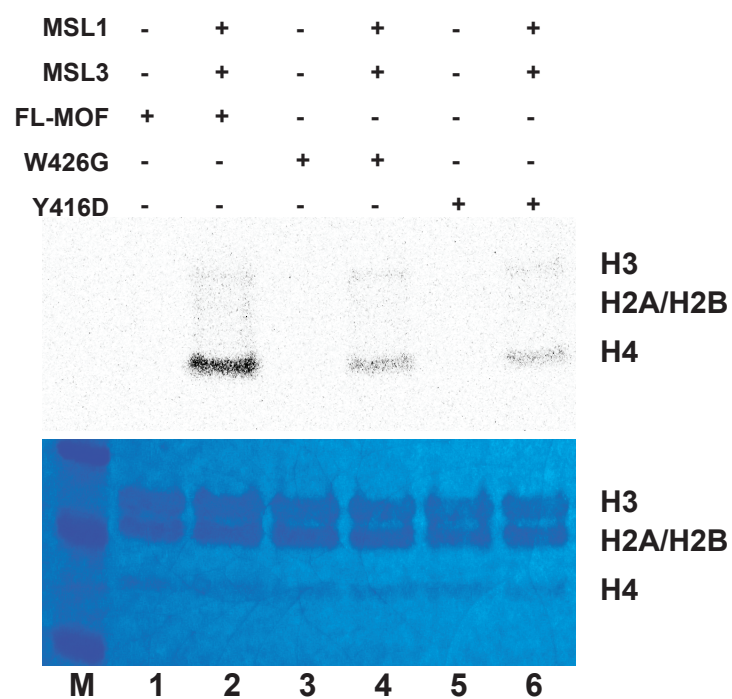 MSL1 - + - + - +
MSL3 - + - + - +
FL-MOF + + - - - -
W426G - - + + - -
Y416D - - - - + +
H3
H2A/H2B
H4
H3
H2A/H2B
H4
M 1 2 3 4 5 6